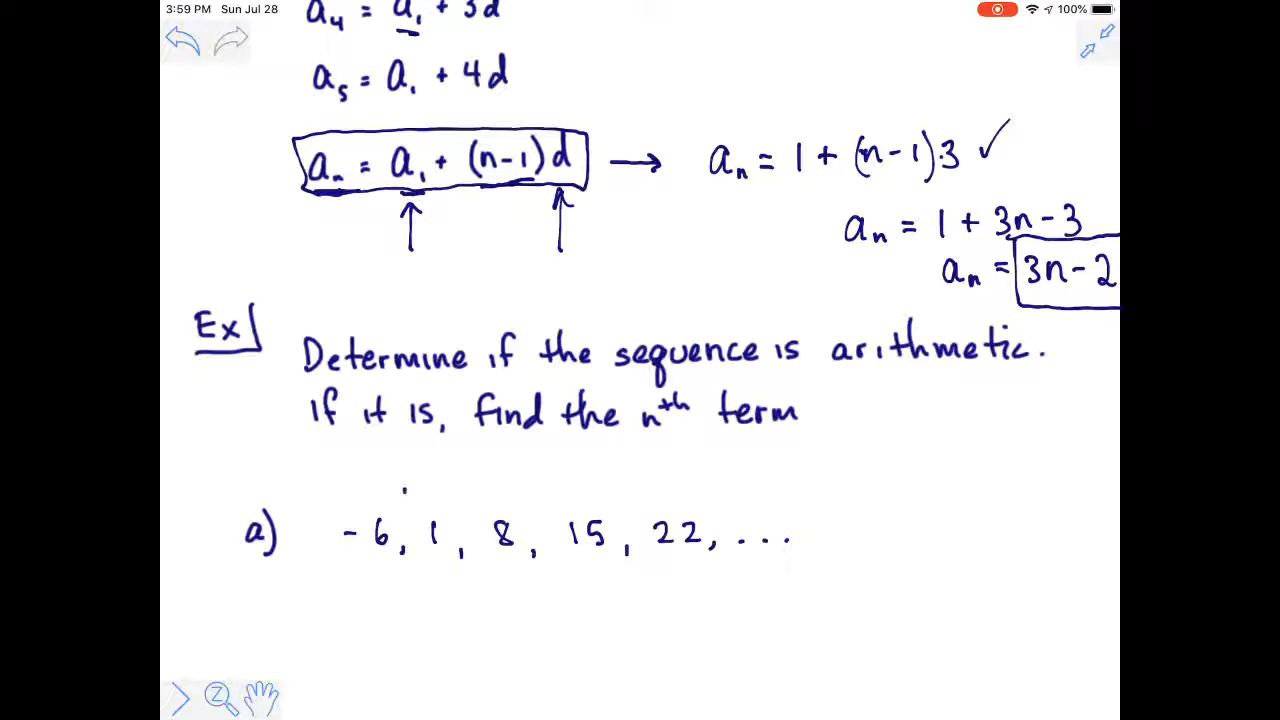 3:59 PM Sun Jul 28 100%
a₄ = a₁ + 3d
a₅ = a₁ + 4d
aₙ = a₁ + (n-1)d → aₙ = 1 + (n-1)·3 ✓
aₙ = 1 + 3n - 3
aₙ = 3n - 2
Ex
Determine if the sequence is arithmetic.
If it is, find the nᵗʰ term
a) -6, 1, 8, 15, 22, ...
Z